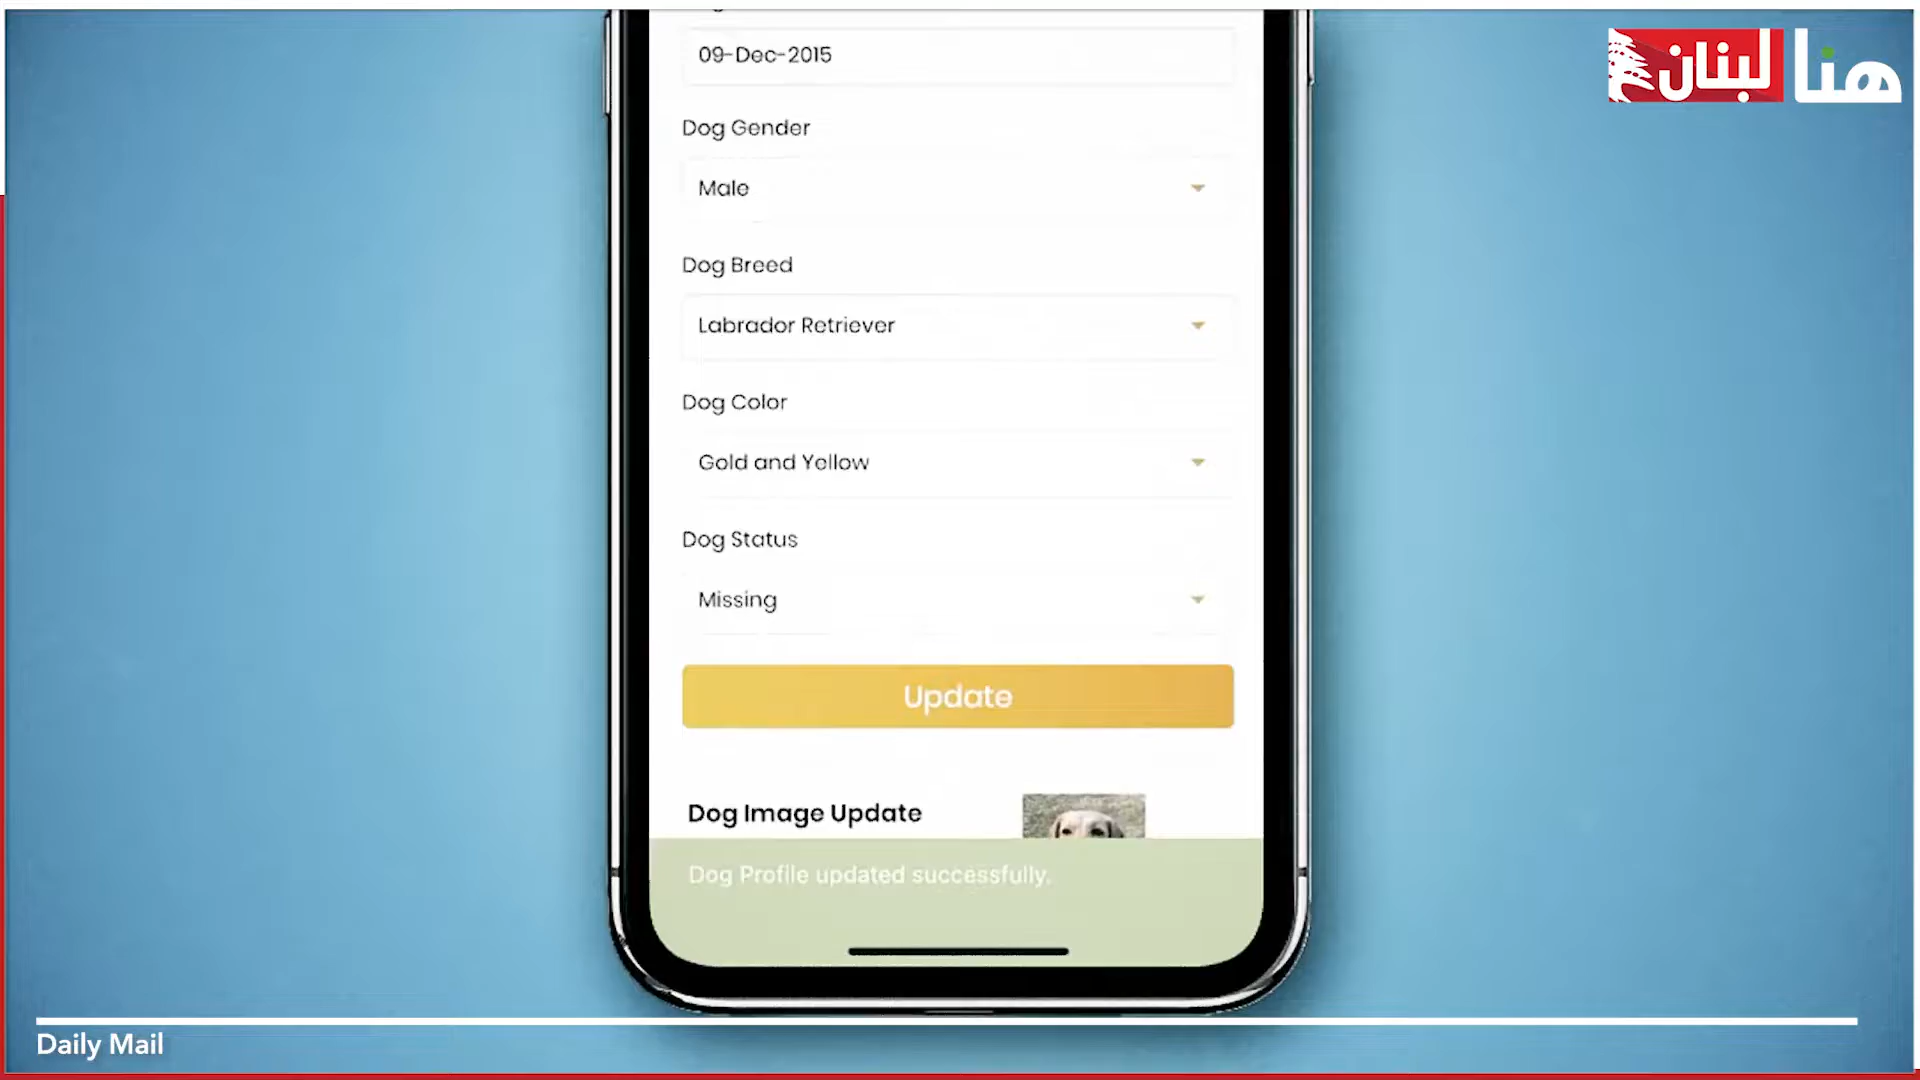 هنا لبنان
09-Dec-2015
Dog Gender
Male
Dog Breed
Labrador Retriever
Dog Color
Gold and Yellow
Dog Status
Missing
Update
Dog Image Update
Dog Profile updated successfully.
Daily Mail